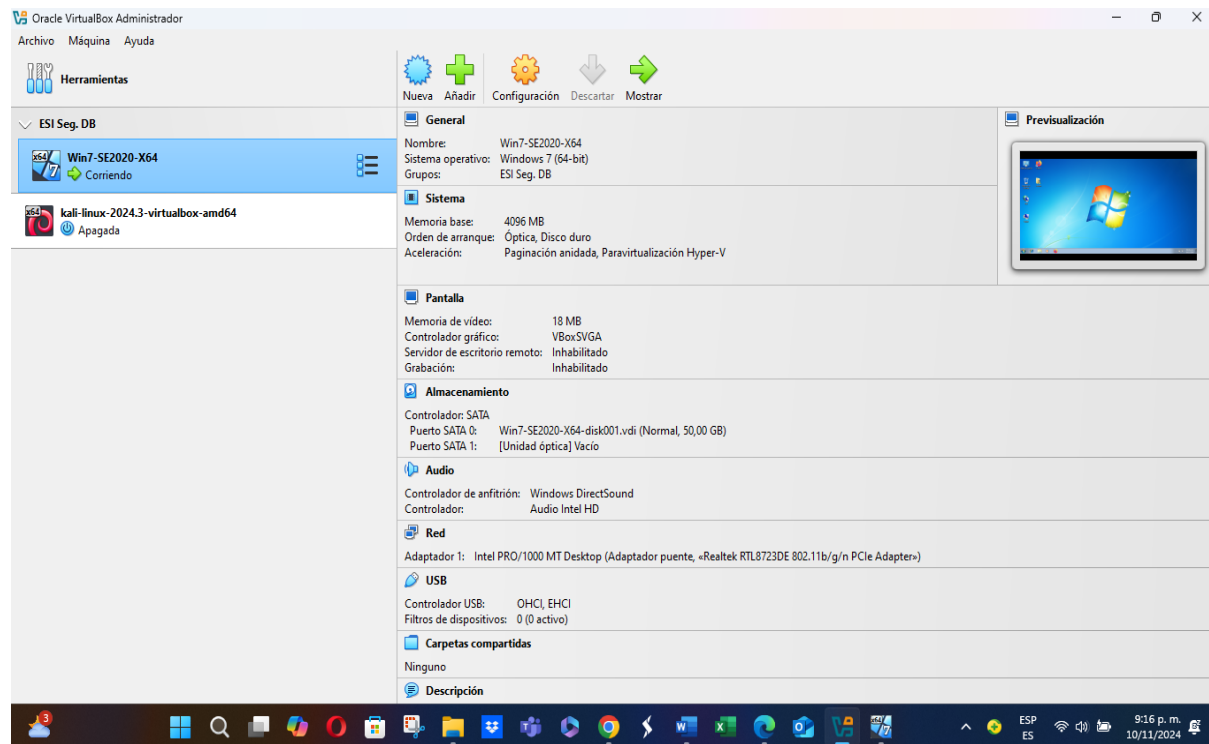 Oracle VirtualBox Administrador
Archivo Máquina Ayuda
Herramientas
Nueva Añadir Configuración Descartar Mostrar
ESI Seg. DB
x64 7 Win7-SE2020-X64
Corriendo
x64 kali-linux-2024.3-virtualbox-amd64
Apagada
General
Nombre: Win7-SE2020-X64
Sistema operativo: Windows 7 (64-bit)
Grupos: ESI Seg. DB
Previsualización
Sistema
Memoria base: 4096 MB
Orden de arranque: Óptica, Disco duro
Aceleración: Paginación anidada, Paravirtualización Hyper-V
Pantalla
Memoria de vídeo: 18 MB
Controlador gráfico: VBoxSVGA
Servidor de escritorio remoto: Inhabilitado
Grabación: Inhabilitado
Almacenamiento
Controlador: SATA
Puerto SATA 0: Win7-SE2020-X64-disk001.vdi (Normal, 50,00 GB)
Puerto SATA 1: [Unidad óptica] Vacío
Audio
Controlador de anfitrión: Windows DirectSound
Controlador: Audio Intel HD
Red
Adaptador 1: Intel PRO/1000 MT Desktop (Adaptador puente, «Realtek RTL8723DE 802.11b/g/n PCIe Adapter»)
USB
Controlador USB: OHCI, EHCI
Filtros de dispositivos: 0 (0 activo)
Carpetas compartidas
Ninguno
Descripción
3
ESP
ES
9:16 p. m.
10/11/2024